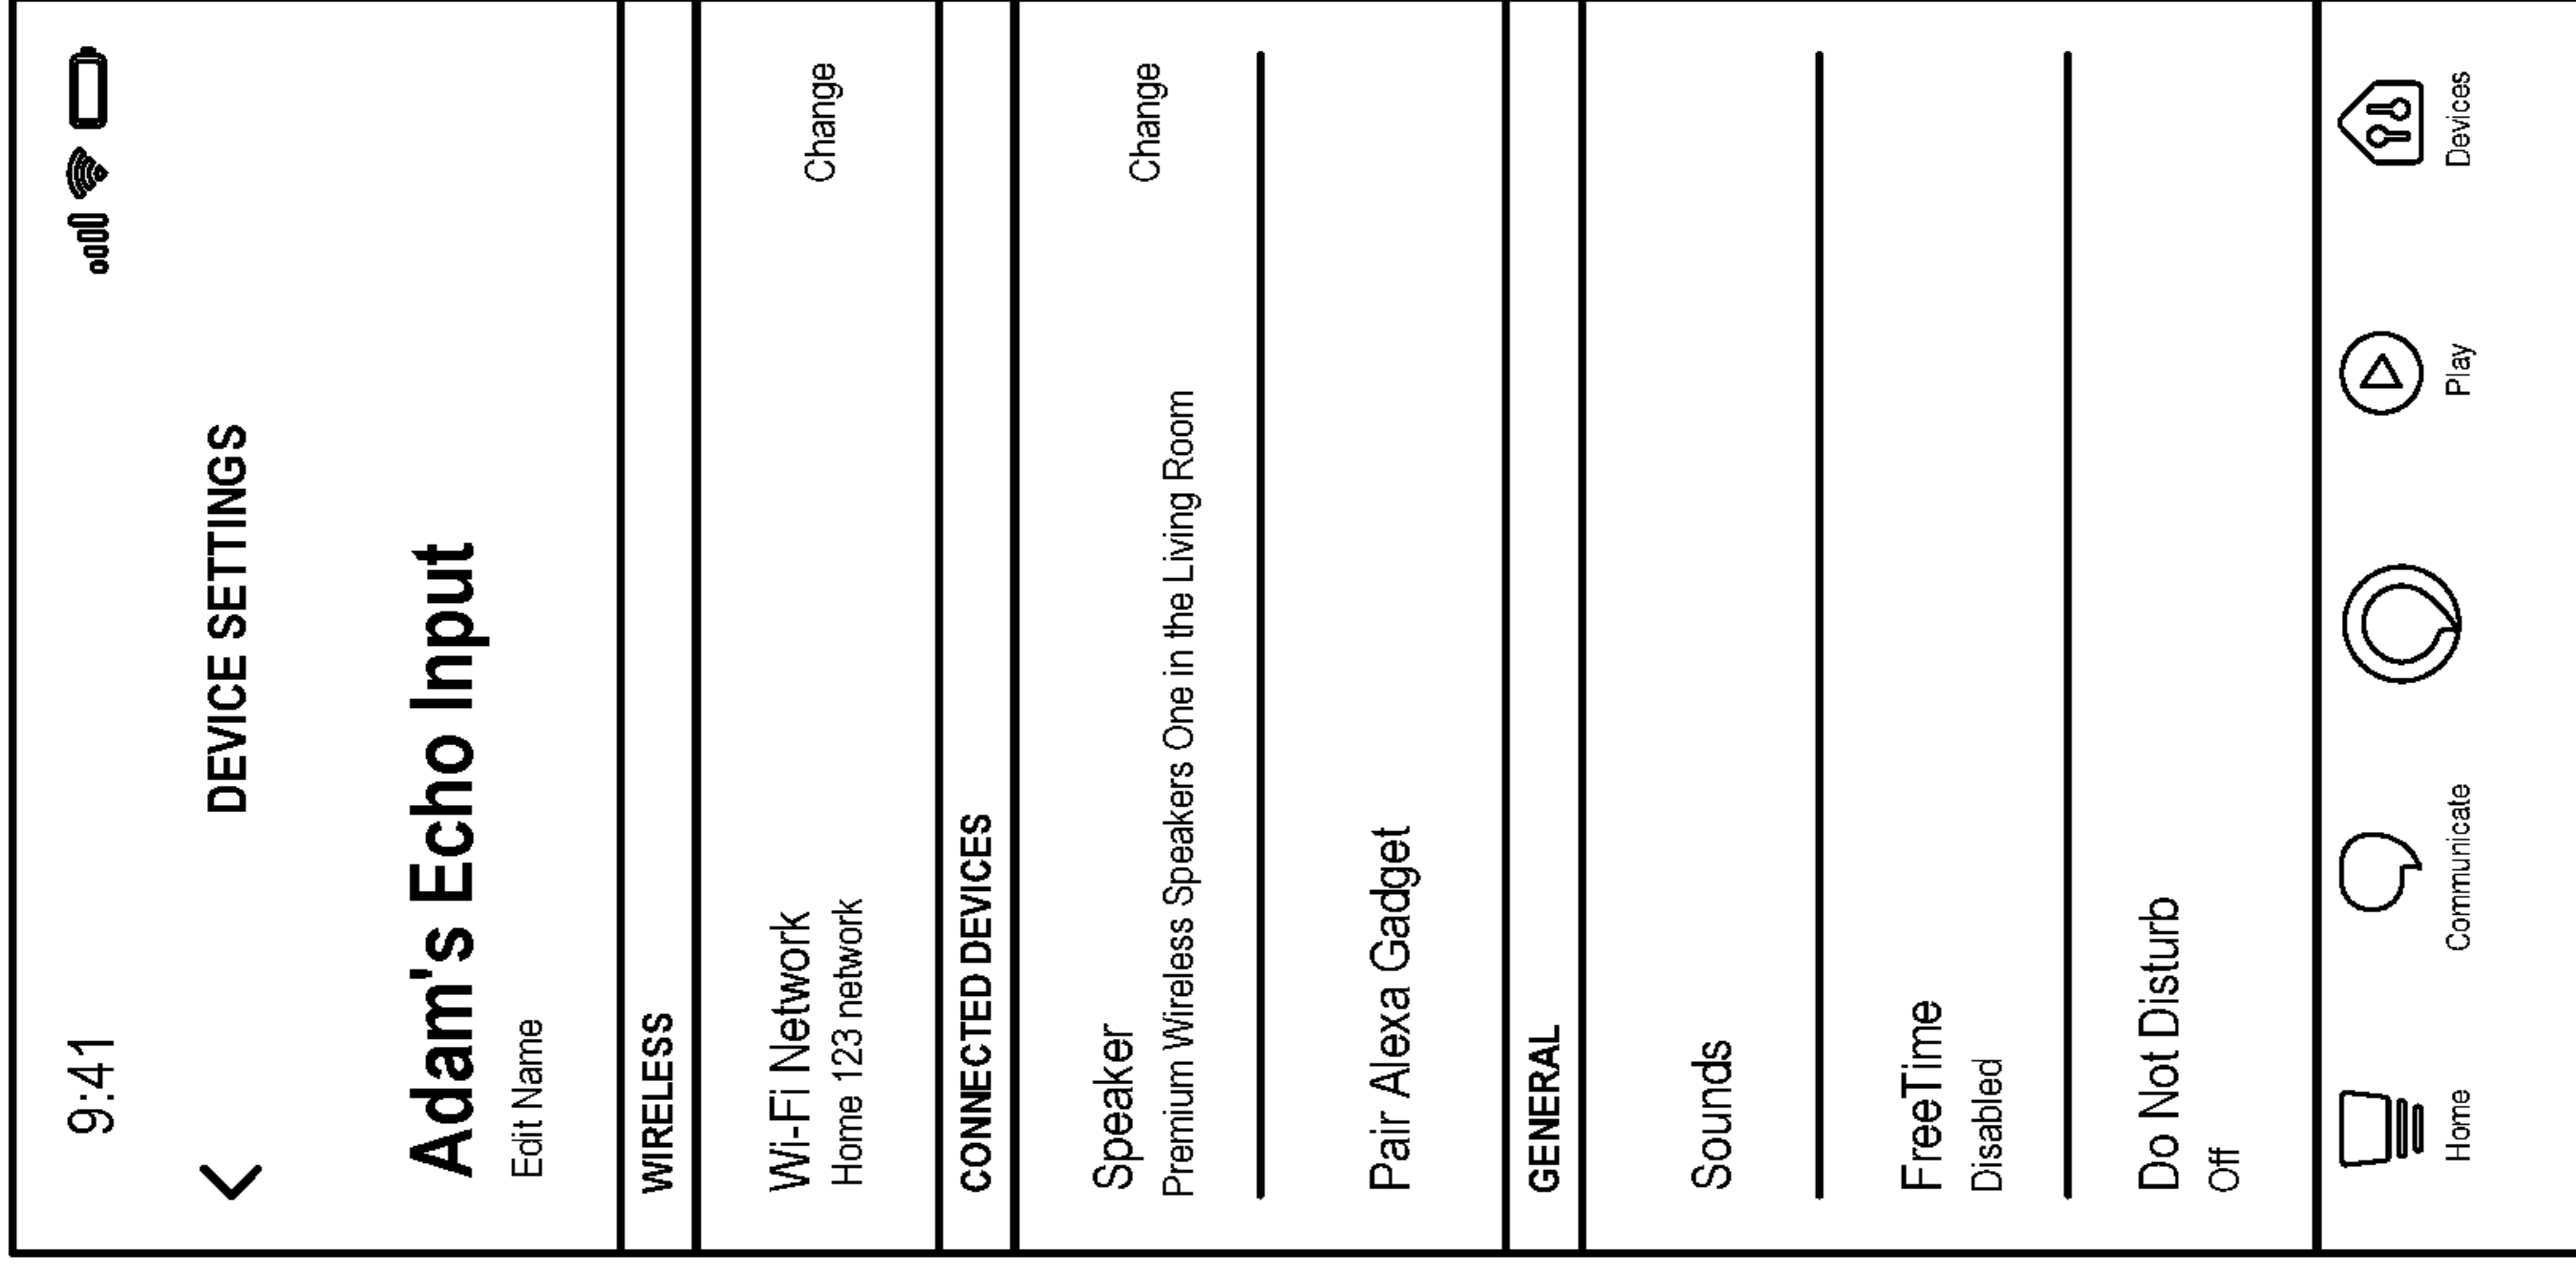 9:41
DEVICE SETTINGS
Adam's Echo Input
Edit Name
WIRELESS
Wi-Fi Network
Home 123 network
Change
CONNECTED DEVICES
Speaker
Premium Wireless Speakers One in the Living Room
Change
Pair Alexa Gadget
GENERAL
Sounds
FreeTime
Disabled
Do Not Disturb
Off
Home
Communicate
Play
Devices